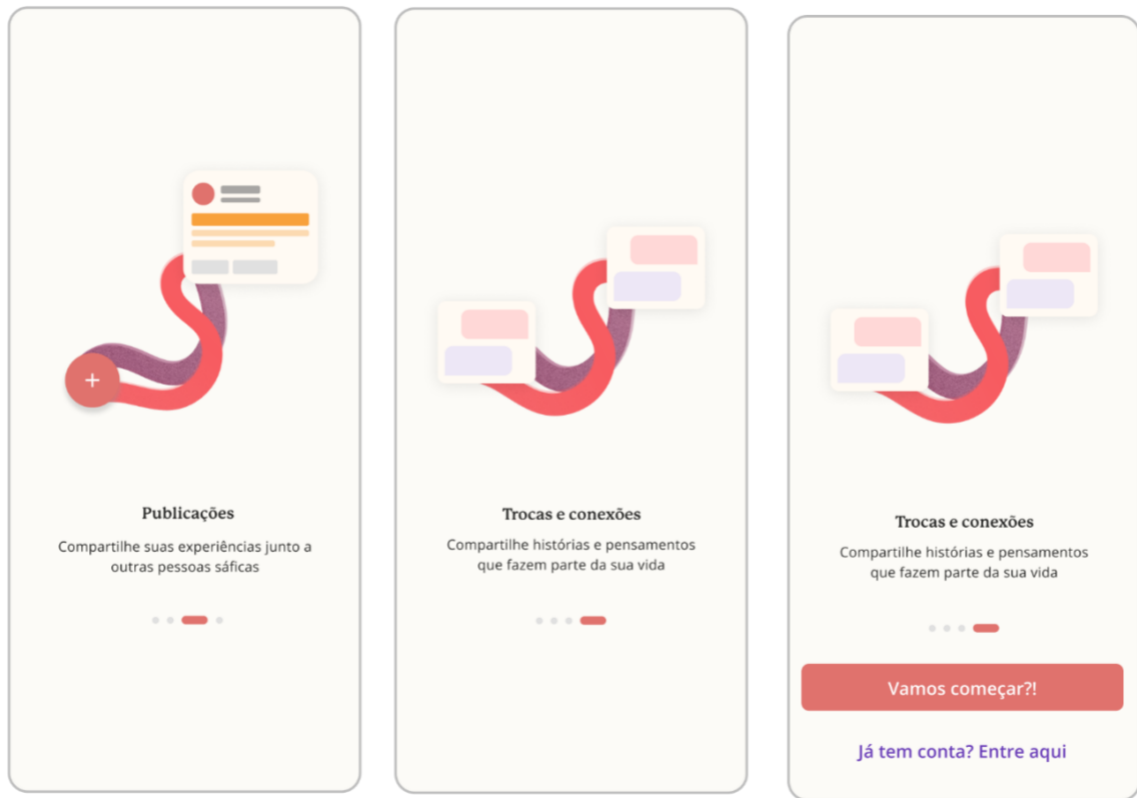 Publicações
Compartilhe suas experiências junto a
outras pessoas sáficas
Trocas e conexões
Compartilhe histórias e pensamentos
que fazem parte da sua vida
Trocas e conexões
Compartilhe histórias e pensamentos
que fazem parte da sua vida
Vamos começar?!
Já tem conta? Entre aqui